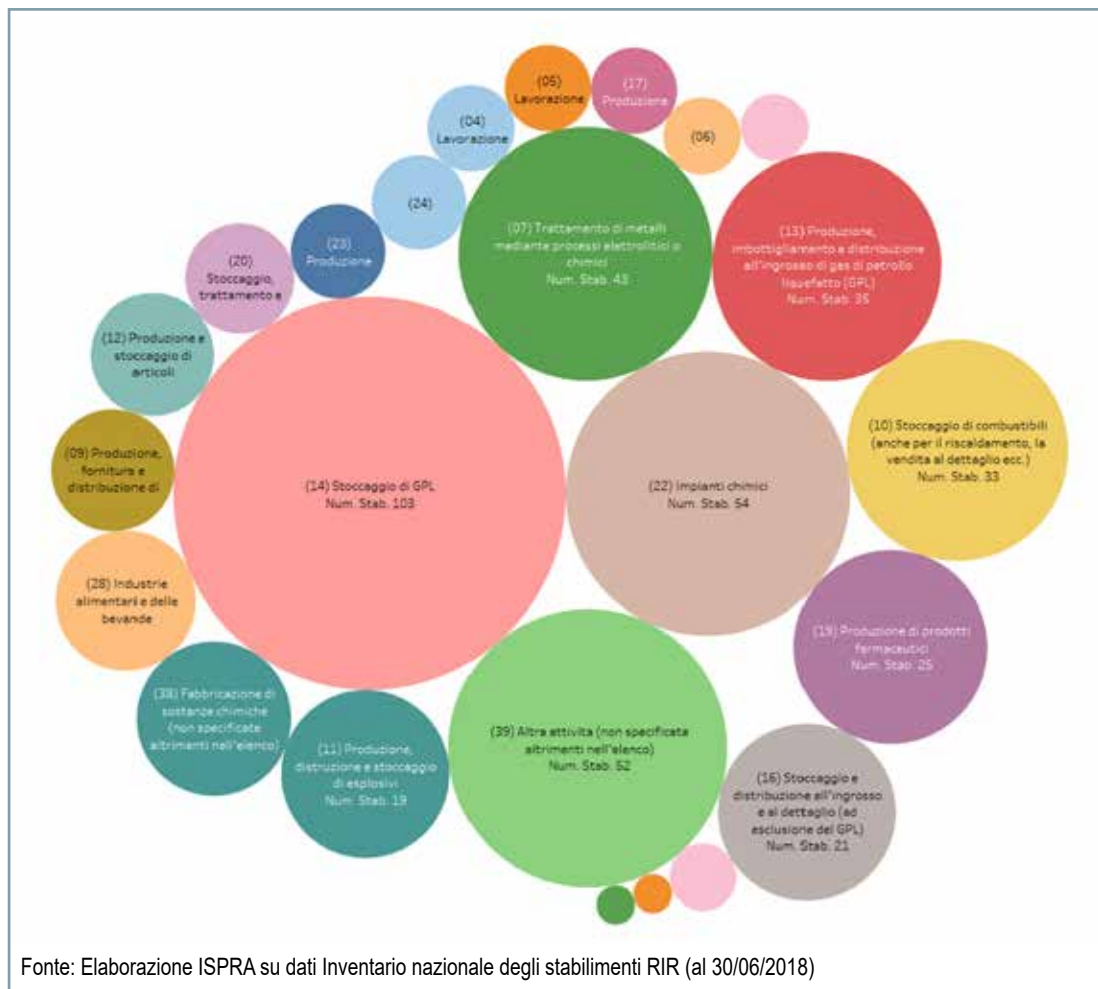 (05)
Lavorazione
(17)
Produzione
(04)
Lavorazione
(06)
(24)
(07) Trattamento di metalli
mediante processi elettrolitici o
chimici
Num. Stab. 43
(13) Produzione,
imbottigliamento e distribuzione
all'ingrosso di gas di petrolio
liquefatto (GPL)
Num. Stab. 35
(23)
Produzione
(20)
Stoccaggio,
trattamento e
(12) Produzione e
stoccaggio di
articoli
(10) Stoccaggio di combustibili
(anche per il riscaldamento, la
vendita al dettaglio ecc.)
Num. Stab. 33
(09) Produzione,
fornitura e
distribuzione di
(14) Stoccaggio di GPL
Num. Stab. 103
(22) Impianti chimici
Num. Stab. 54
(28) Industrie
alimentari e delle
bevande
(19) Produzione di prodotti
farmaceutici
Num. Stab. 25
(38) Fabbricazione di
sostanze chimiche
(non specificate
altrimenti nell'elenco)
(11) Produzione,
distruzione e stoccaggio
di esplosivi
Num. Stab. 19
(39) Altra attività (non specificata
altrimenti nell'elenco)
Num. Stab. 52
(16) Stoccaggio e
distribuzione all'ingrosso
e al dettaglio (ad
esclusione del GPL)
Num. Stab. 21
Fonte: Elaborazione ISPRA su dati Inventario nazionale degli stabilimenti RIR (al 30/06/2018)